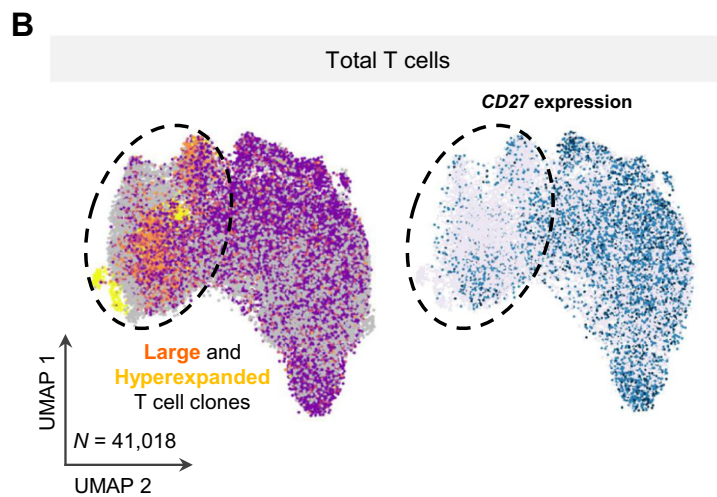 B
Total T cells
CD27 expression
Large and
Hyperexpanded
T cell clones
N = 41,018
UMAP 1
UMAP 2